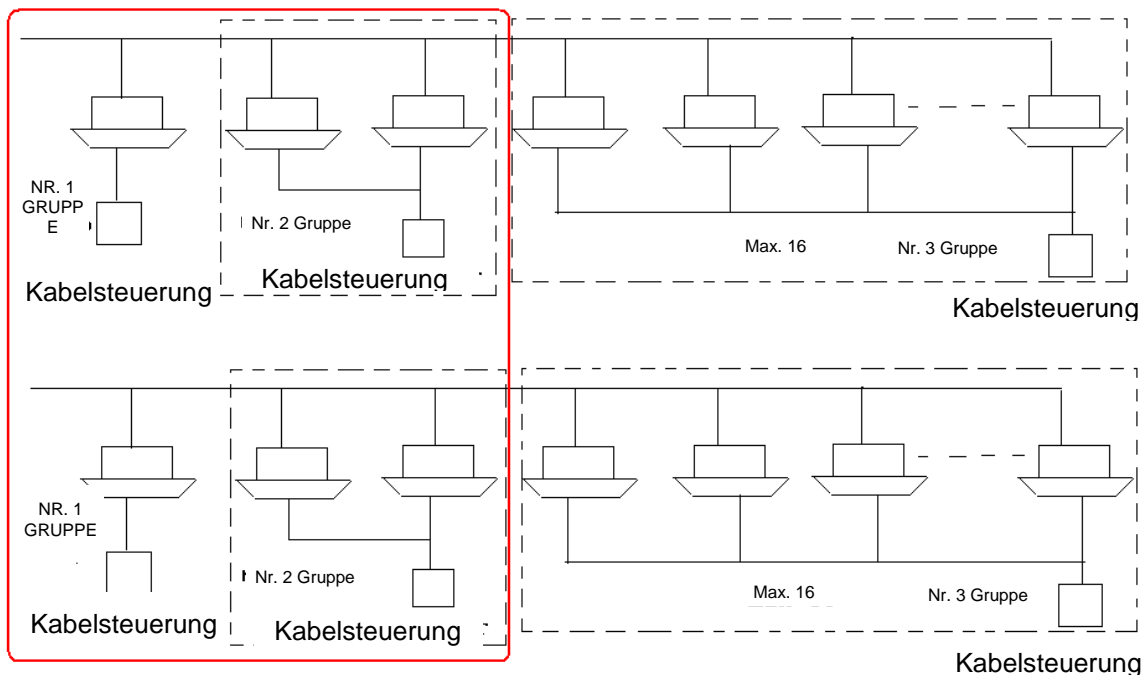 NR. 1
GRUPP
E
Nr. 2 Gruppe
Max. 16
Nr. 3 Gruppe
Kabelsteuerung
Kabelsteuerung
Kabelsteuerung
NR. 1
GRUPPE
Nr. 2 Gruppe
Max. 16
Nr. 3 Gruppe
Kabelsteuerung
Kabelsteuerung
Kabelsteuerung